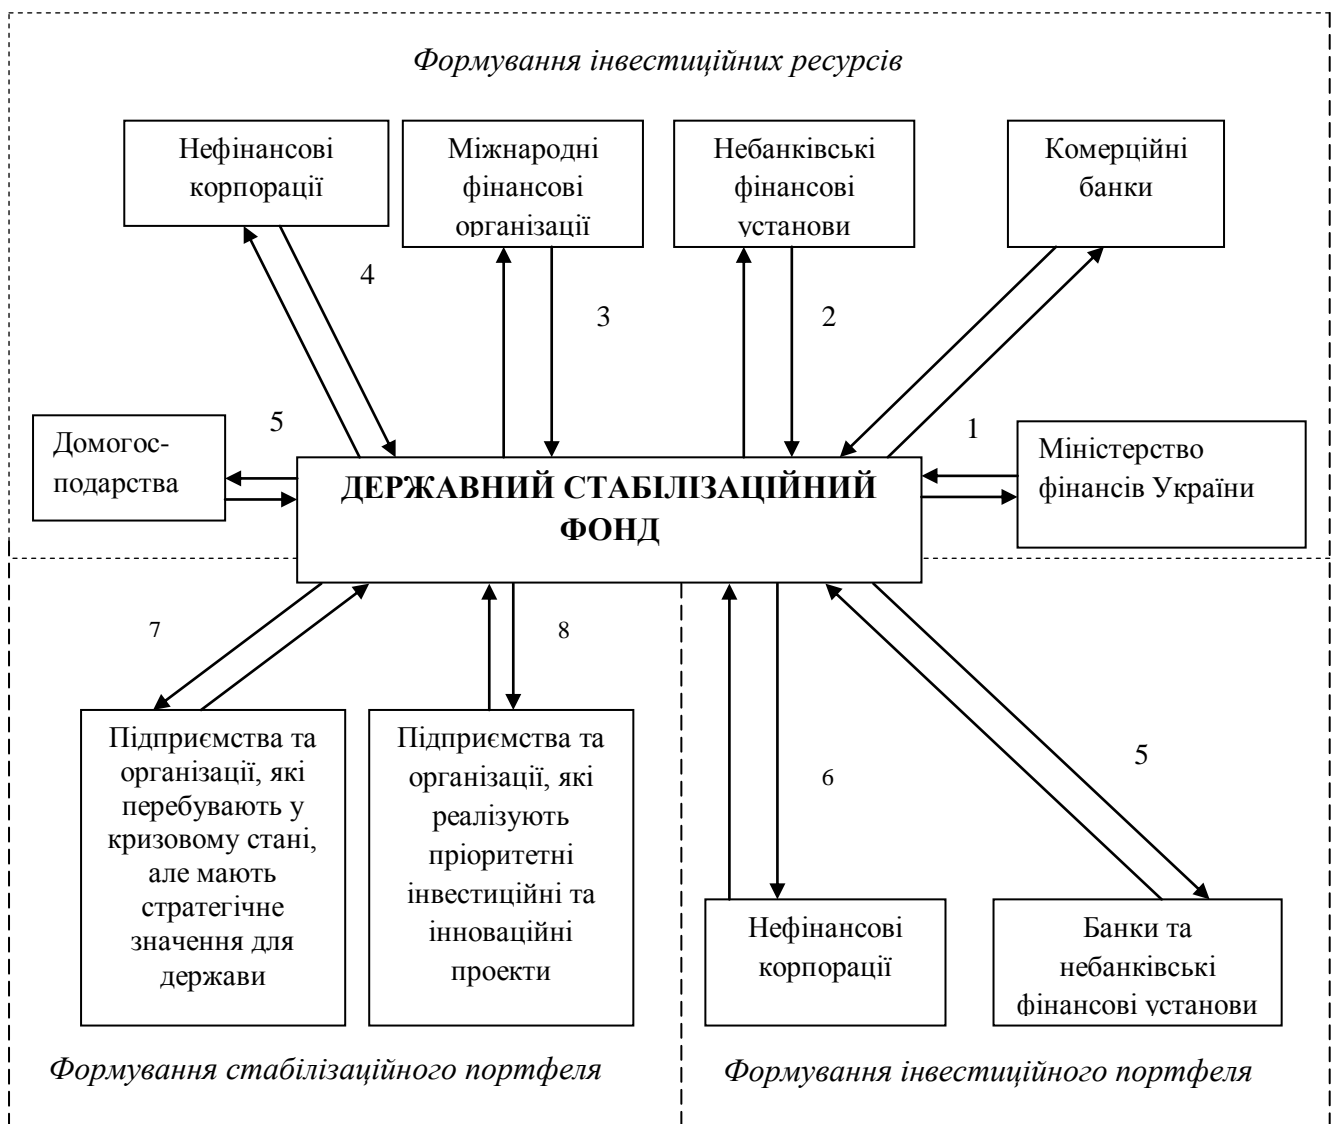 Формування інвестиційних ресурсів
Нефінансові
корпорації
Міжнародні
фінансові
організації
Небанківські
фінансові
установи
Комерційні
банки
4
3
2
5
1
Домогос-
подарства
ДЕРЖАВНИЙ СТАБІЛІЗАЦІЙНИЙ
ФОНД
Міністерство
фінансів України
7
8
6
5
Підприємства та
організації, які
перебувають у
кризовому стані,
але мають
стратегічне
значення для
держави
Підприємства та
організації, які
реалізують
пріоритетні
інвестиційні та
інноваційні
проекти
Нефінансові
корпорації
Банки та
небанківські
фінансові установи
Формування стабілізаційного портфеля
Формування інвестиційного портфеля